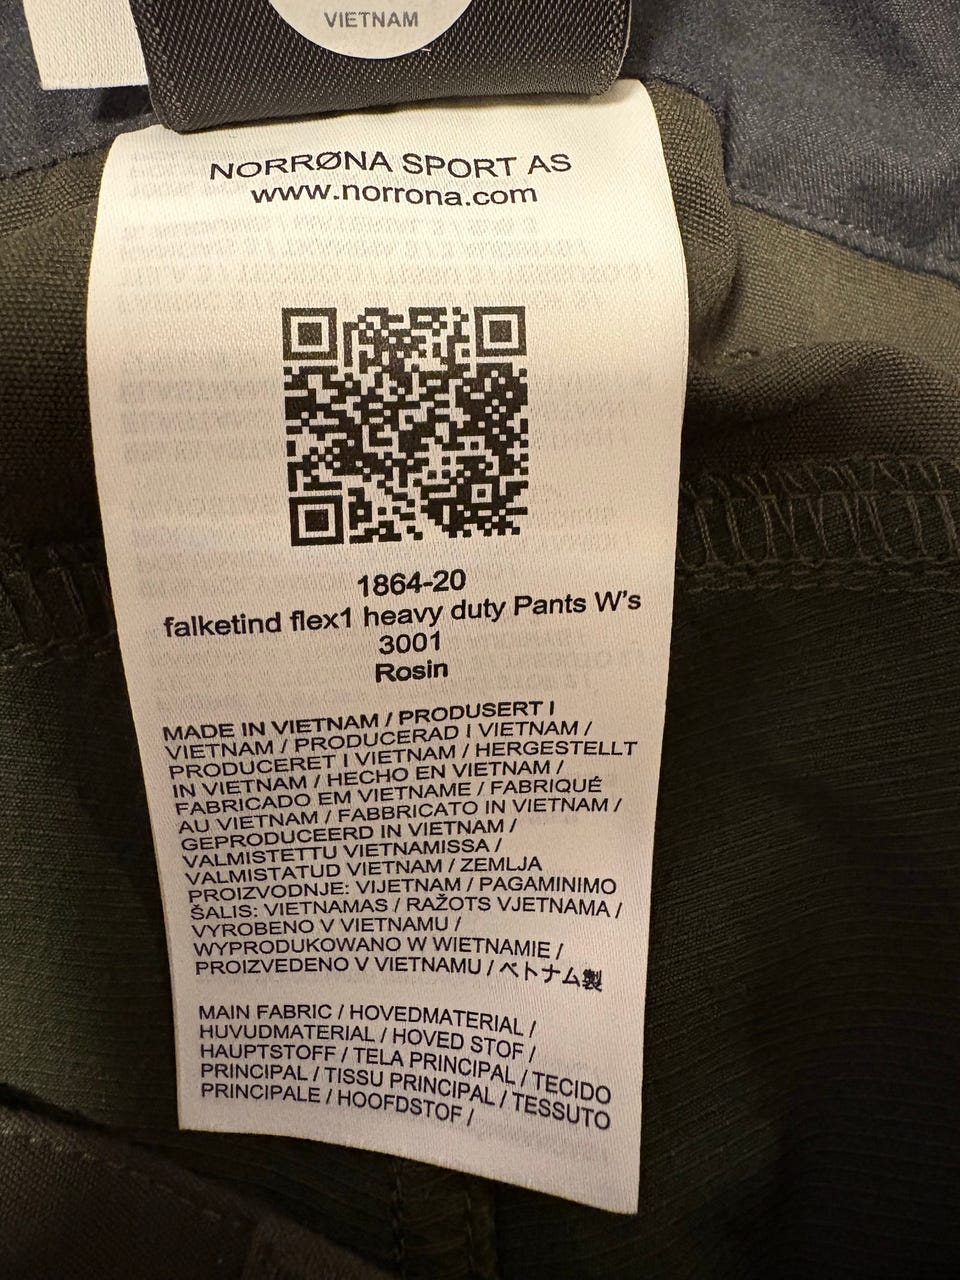 VIETNAM
NORRØNA SPORT AS
www.norrona.com
1864-20
falketind flex1 heavy duty Pants W's
3001
Rosin
MADE IN VIETNAM / PRODUSERT I
VIETNAM / PRODUCERAD I VIETNAM /
PRODUCERET I VIETNAM / HERGESTELLT
IN VIETNAM / HECHO EN VIETNAM /
FABRICADO EM VIETNAME / FABRIQUÉ
AU VIETNAM / FABBRICATO IN VIETNAM /
GEPRODUCEERD IN VIETNAM /
VALMISTETTU VIETNAMISSA /
VALMISTATUD VIETNAM / ZEMLJA
PROIZVODNJE: VIJETNAM / PAGAMINIMO
ŠALIS: VIETNAMAS / RAŽOTS VJETNAMA /
VYROBENO V VIETNAMU /
WYPRODUKOWANO W WIETNAMIE /
PROIZVEDENO V VIETNAMU / ベトナム製
MAIN FABRIC / HOVEDMATERIAL /
HUVUDMATERIAL / HOVED STOF /
HAUPTSTOFF / TELA PRINCIPAL / TECIDO
PRINCIPAL / TISSU PRINCIPAL / TESSUTO
PRINCIPALE / HOOFDSTOF /